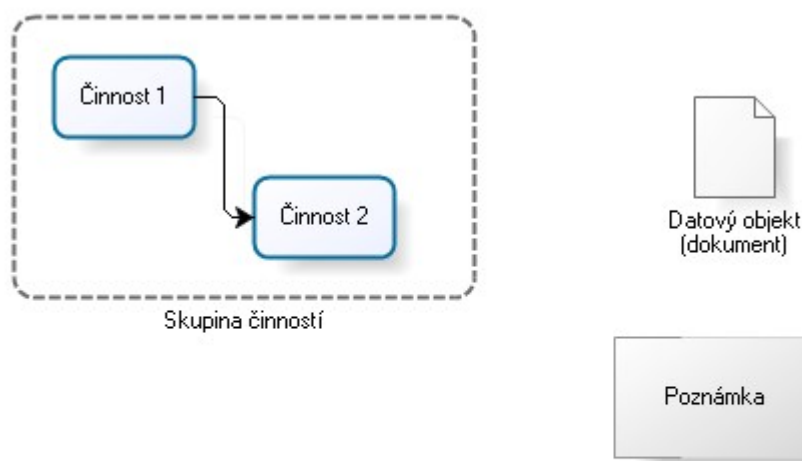 Činnost 1
Činnost 2
Skupina činností
Datový objekt
(dokument)
Poznámka